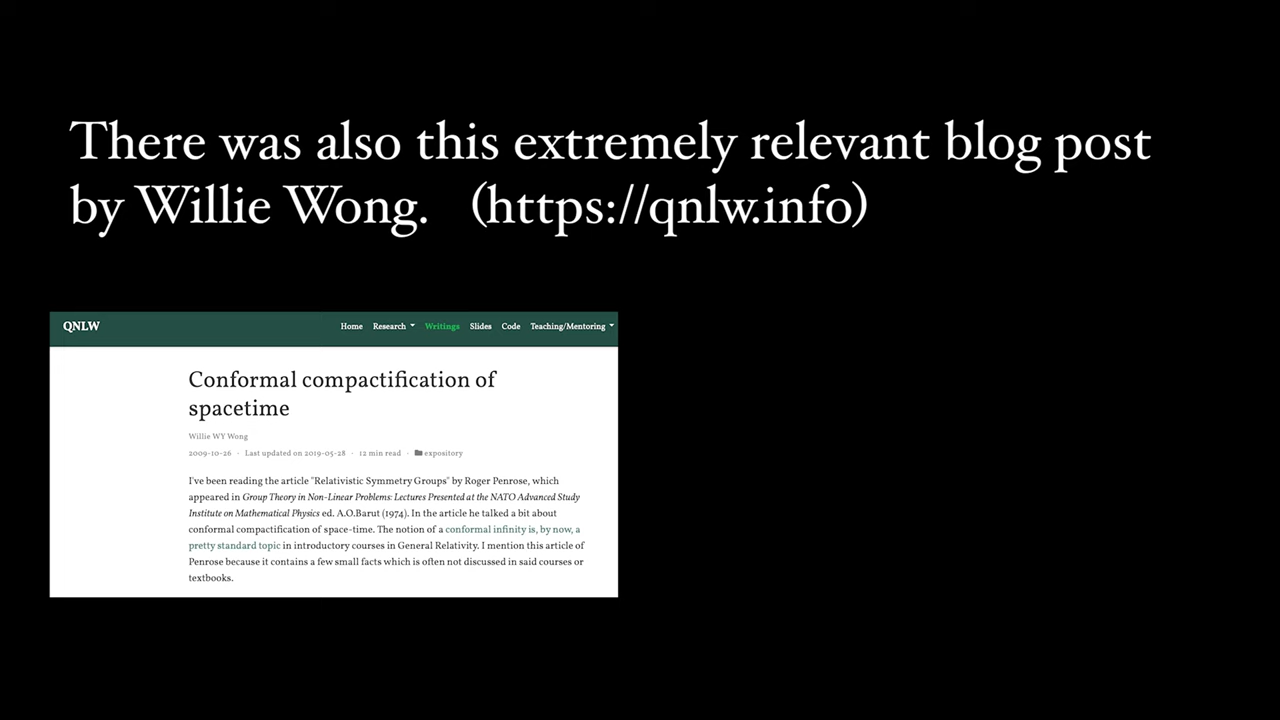 There was also this extremely relevant blog post
by Willie Wong. (https://qnlw.info)
QNLW Home Research Writings Slides Code Teaching/Mentoring
Conformal compactification of
spacetime
Willie WY Wong
2009-10-26 · Last updated on 2019-05-28 · 12 min read · expository
I've been reading the article "Relativistic Symmetry Groups" by Roger Penrose, which
appeared in Group Theory in Non-Linear Problems: Lectures Presented at the NATO Advanced Study
Institute on Mathematical Physics ed. A.O.Barut (1974). In the article he talked a bit about
conformal compactification of space-time. The notion of a conformal infinity is, by now, a
pretty standard topic in introductory courses in General Relativity. I mention this article of
Penrose because it contains a few small facts which is often not discussed in said courses or
textbooks.